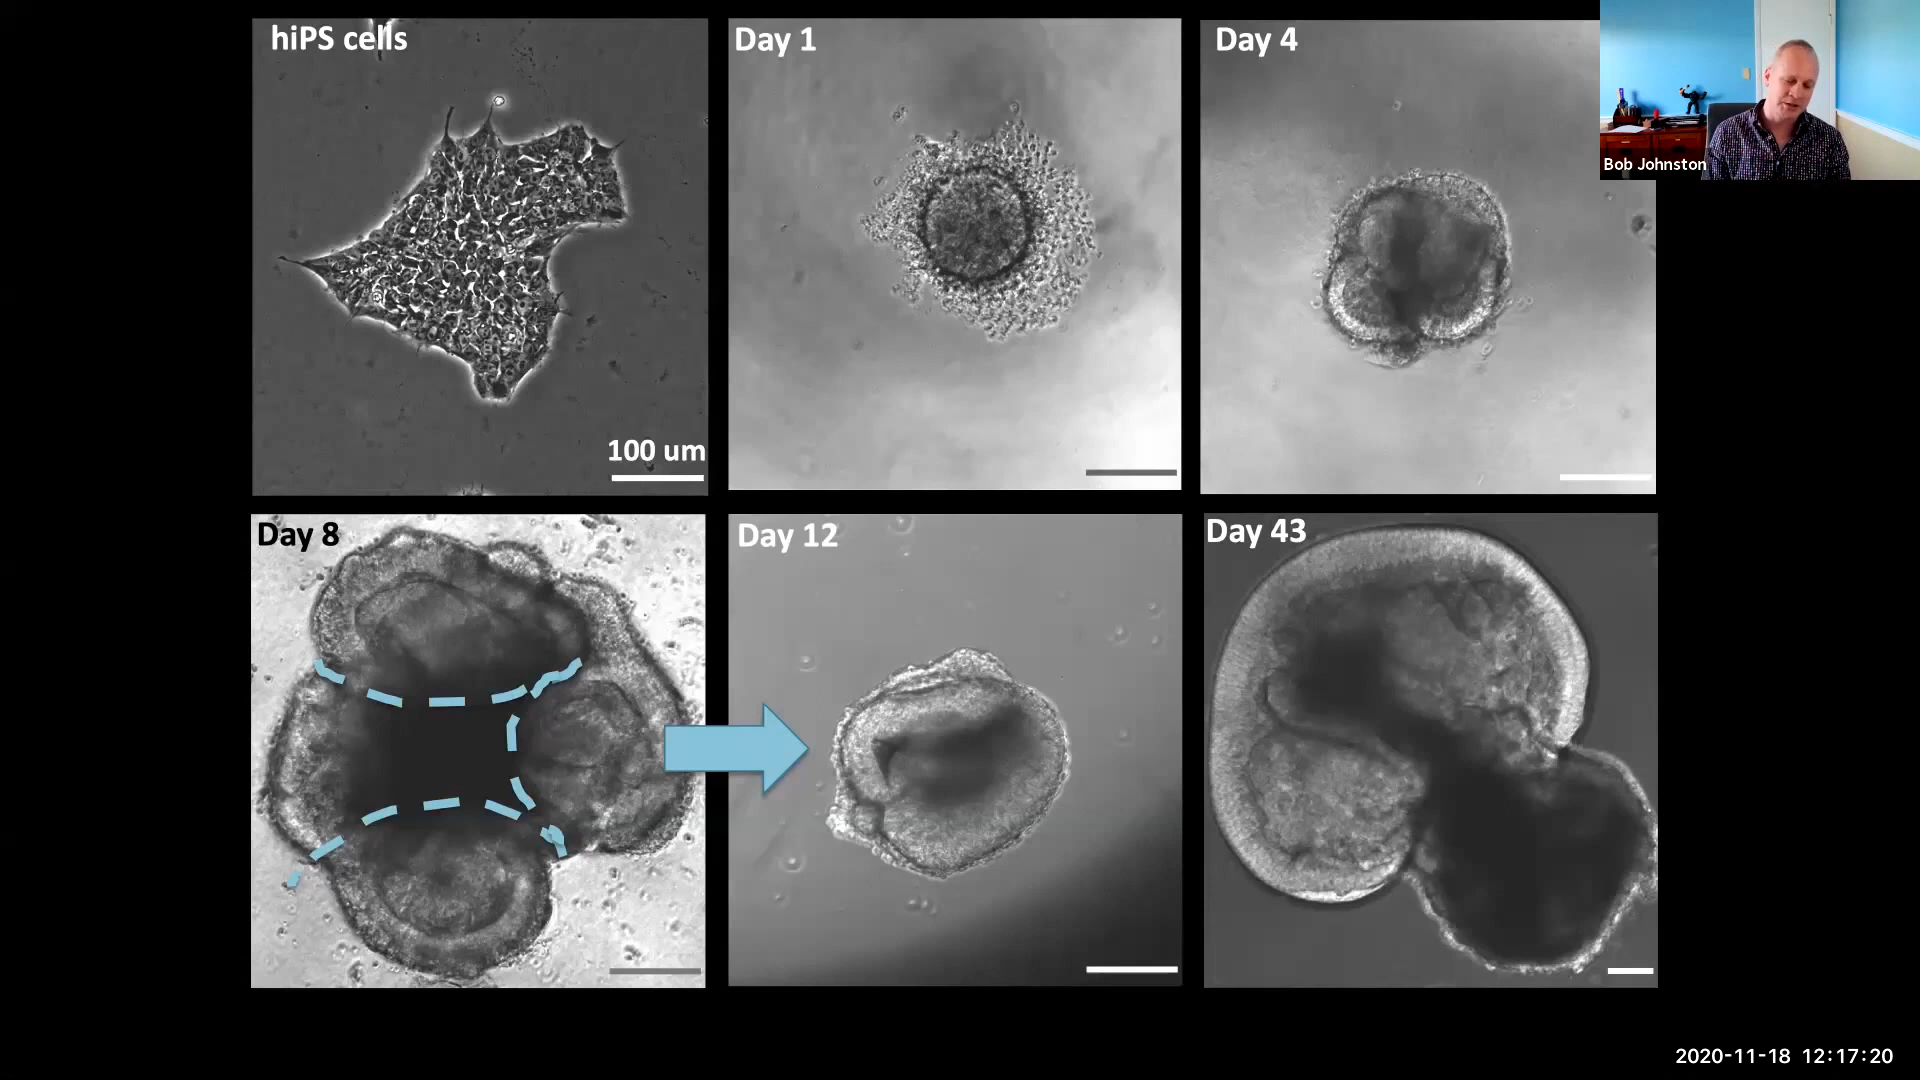 hiPS cells
Day 1
Day 4
Bob Johnston
100 um
Day 8
Day 12
Day 43
2020-11-18 12:17:20